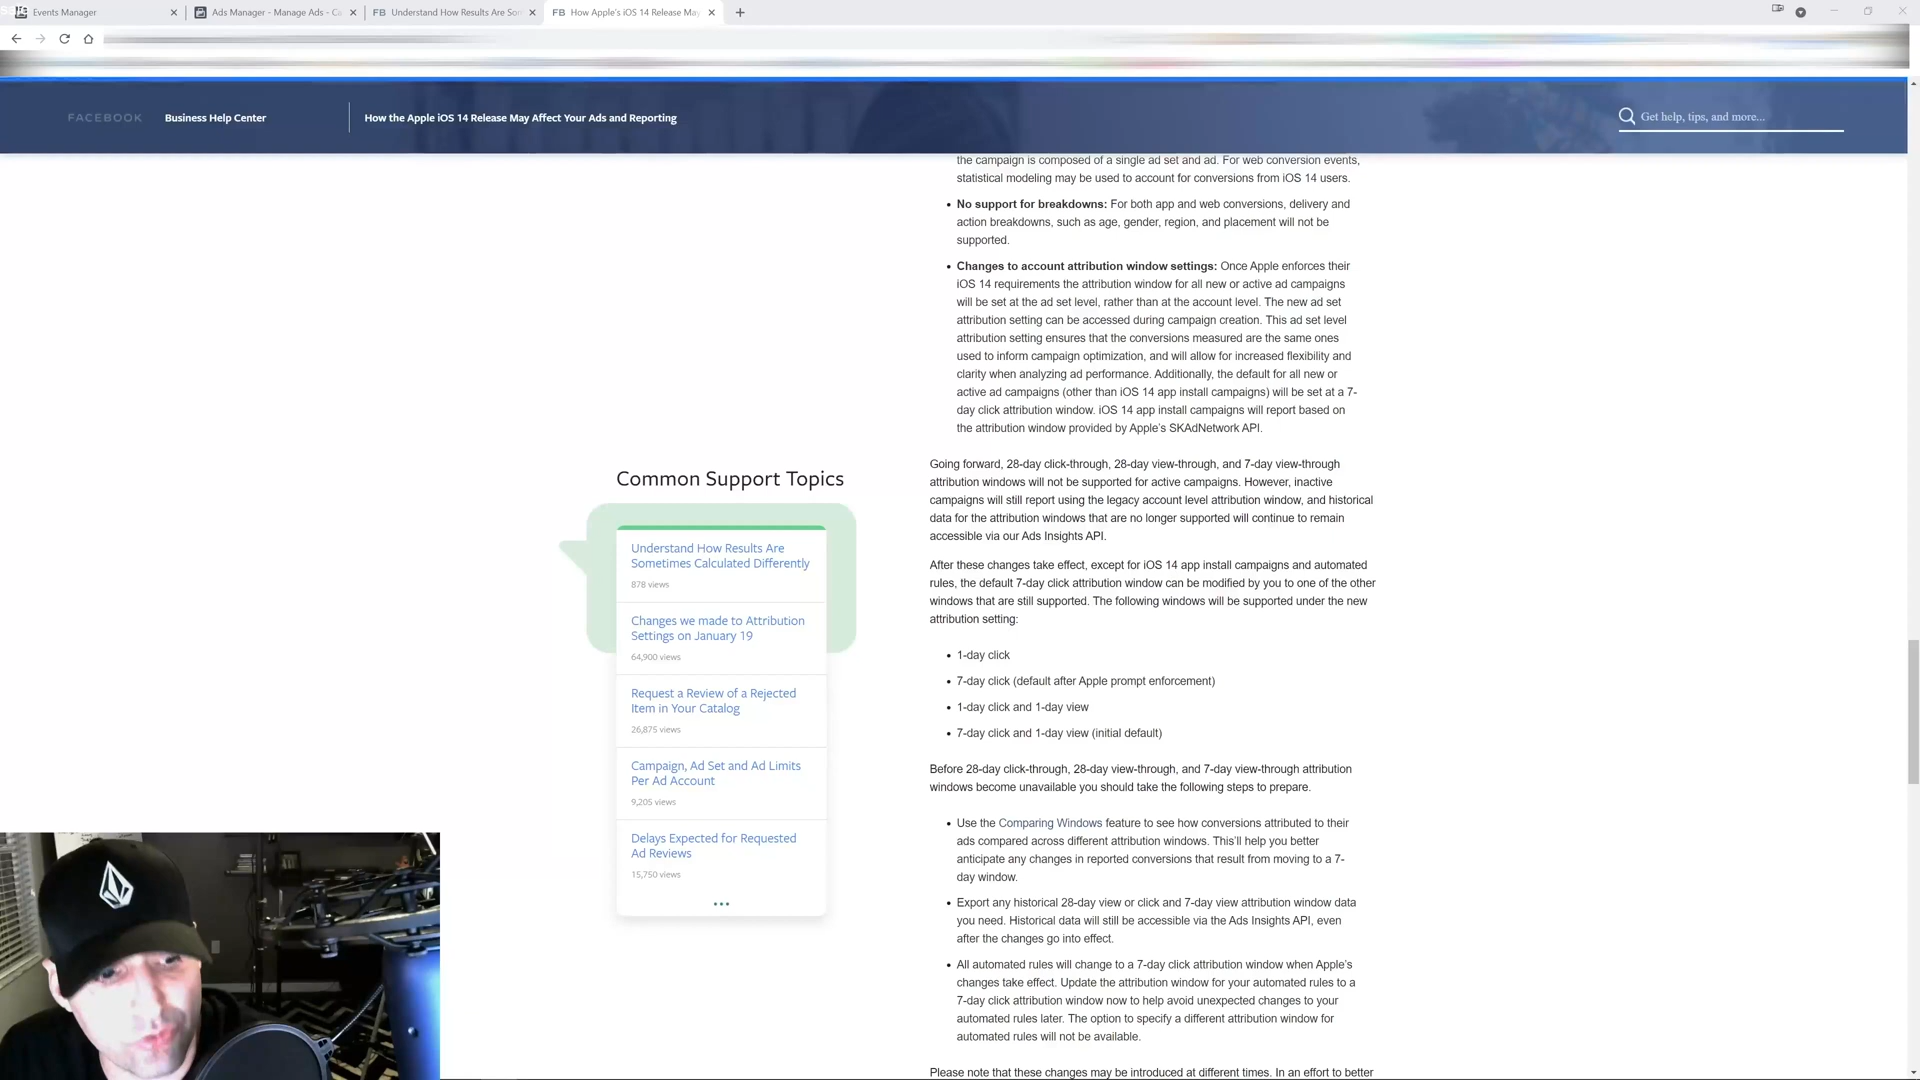 Events Manager
Ads Manager - Manage Ads - C
FB Understand How Results Are Som
FB How Apple's iOS 14 Release May
FACEBOOK
Business Help Center
How the Apple iOS 14 Release May Affect Your Ads and Reporting
Get help, tips, and more...
the campaign is composed of a single ad set and ad. For web conversion events,
statistical modeling may be used to account for conversions from iOS 14 users.
• No support for breakdowns: For both app and web conversions, delivery and
action breakdowns, such as age, gender, region, and placement will not be
supported.
• Changes to account attribution window settings: Once Apple enforces their
iOS 14 requirements the attribution window for all new or active ad campaigns
will be set at the ad set level, rather than at the account level. The new ad set
attribution setting can be accessed during campaign creation. This ad set level
attribution setting ensures that the conversions measured are the same ones
used to inform campaign optimization, and will allow for increased flexibility and
clarity when analyzing ad performance. Additionally, the default for all new or
active ad campaigns (other than iOS 14 app install campaigns) will be set at a 7-
day click attribution window. iOS 14 app install campaigns will report based on
the attribution window provided by Apple's SKAdNetwork API.
Going forward, 28-day click-through, 28-day view-through, and 7-day view-through
attribution windows will not be supported for active campaigns. However, inactive
campaigns will still report using the legacy account level attribution window, and historical
data for the attribution windows that are no longer supported will continue to remain
accessible via our Ads Insights API.
After these changes take effect, except for iOS 14 app install campaigns and automated
rules, the default 7-day click attribution window can be modified by you to one of the other
windows that are still supported. The following windows will be supported under the new
attribution setting:
• 1-day click
• 7-day click (default after Apple prompt enforcement)
• 1-day click and 1-day view
• 7-day click and 1-day view (initial default)
Before 28-day click-through, 28-day view-through, and 7-day view-through attribution
windows become unavailable you should take the following steps to prepare.
• Use the Comparing Windows feature to see how conversions attributed to their
ads compared across different attribution windows. This'll help you better
anticipate any changes in reported conversions that result from moving to a 7-
day window.
• Export any historical 28-day view or click and 7-day view attribution window data
you need. Historical data will still be accessible via the Ads Insights API, even
after the changes go into effect.
• All automated rules will change to a 7-day click attribution window when Apple's
changes take effect. Update the attribution window for your automated rules to a
7-day click attribution window now to help avoid unexpected changes to your
automated rules later. The option to specify a different attribution window for
automated rules will not be available.
Please note that these changes may be introduced at different times. In an effort to better
Common Support Topics
Understand How Results Are
Sometimes Calculated Differently
878 views
Changes we made to Attribution
Settings on January 19
64,900 views
Request a Review of a Rejected
Item in Your Catalog
26,875 views
Campaign, Ad Set and Ad Limits
Per Ad Account
9,205 views
Delays Expected for Requested
Ad Reviews
15,750 views